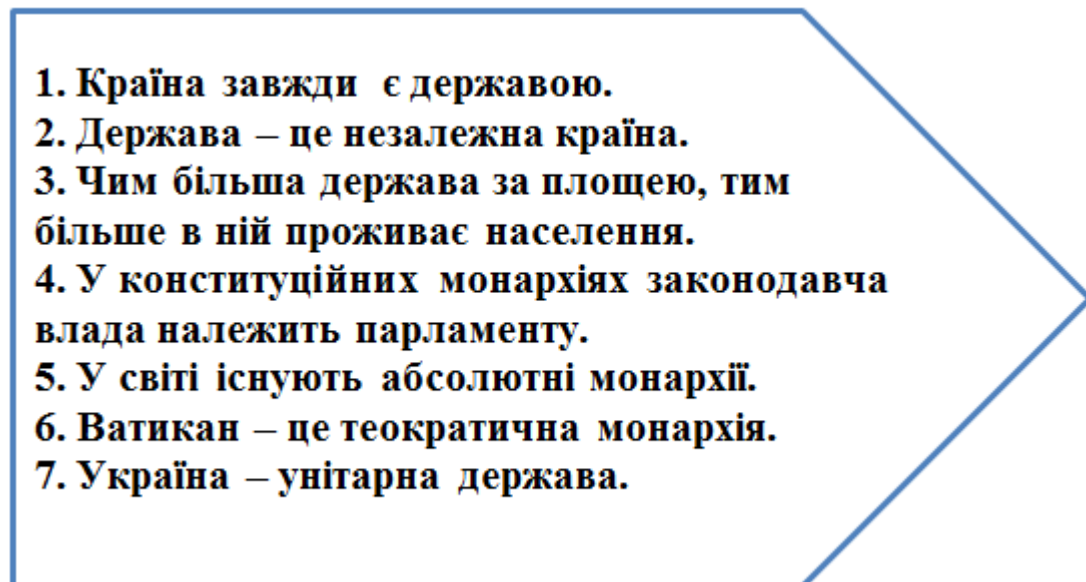 1. Країна завжди є державою.
2. Держава – це незалежна країна.
3. Чим більша держава за площею, тим
більше в ній проживає населення.
4. У конституційних монархіях законодавча
влада належить парламенту.
5. У світі існують абсолютні монархії.
6. Ватикан – це теократична монархія.
7. Україна – унітарна держава.